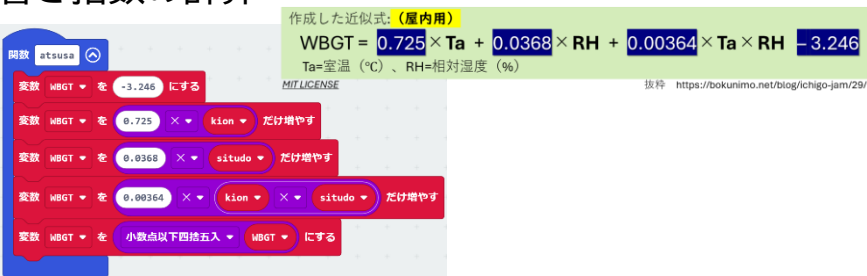 作成した近似式:（屋内用）
WBGT = 0.725 × Ta + 0.0368 × RH + 0.00364 × Ta × RH －3.246
Ta=室温（℃）、RH=相対湿度（%）
MIT LICENSE
抜粋 https://bokunimo.net/blog/ichigo-jam/29/
関数 atsusa
変数 WBGT を -3.246 にする
変数 WBGT を 0.725 × kion だけ増やす
変数 WBGT を 0.0368 × situdo だけ増やす
変数 WBGT を 0.00364 × kion × situdo だけ増やす
変数 WBGT を 小数点以下四捨五入 WBGT にする